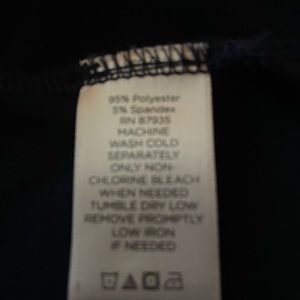 95% Polyester
5% Spandex
RN 87935
MACHINE
WASH COLD
SEPARATELY
ONLY NON-
CHLORINE BLEACH
WHEN NEEDED
TUMBLE DRY LOW
REMOVE PROMPTLY
LOW IRON
IF NEEDED